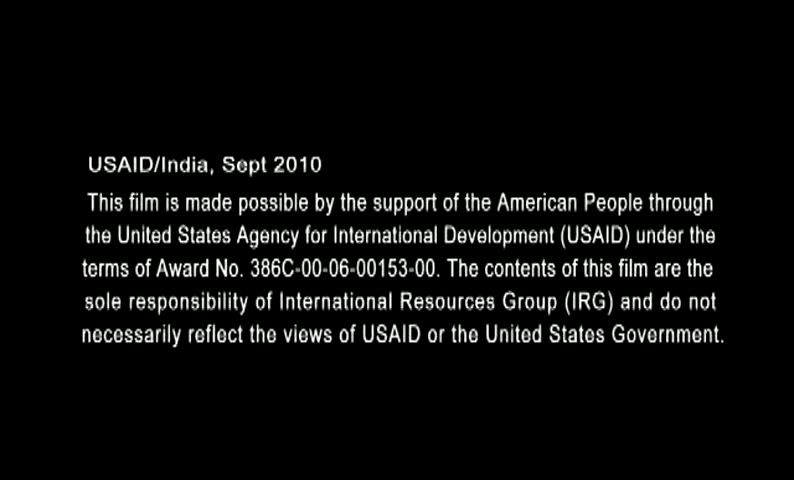 USAID/India, Sept 2010
This film is made possible by the support of the American People through
the United States Agency for International Development (USAID) under the
terms of Award No. 386C-00-06-00153-00. The contents of this film are the
sole responsibility of International Resources Group (IRG) and do not
necessarily reflect the views of USAID or the United States Government.